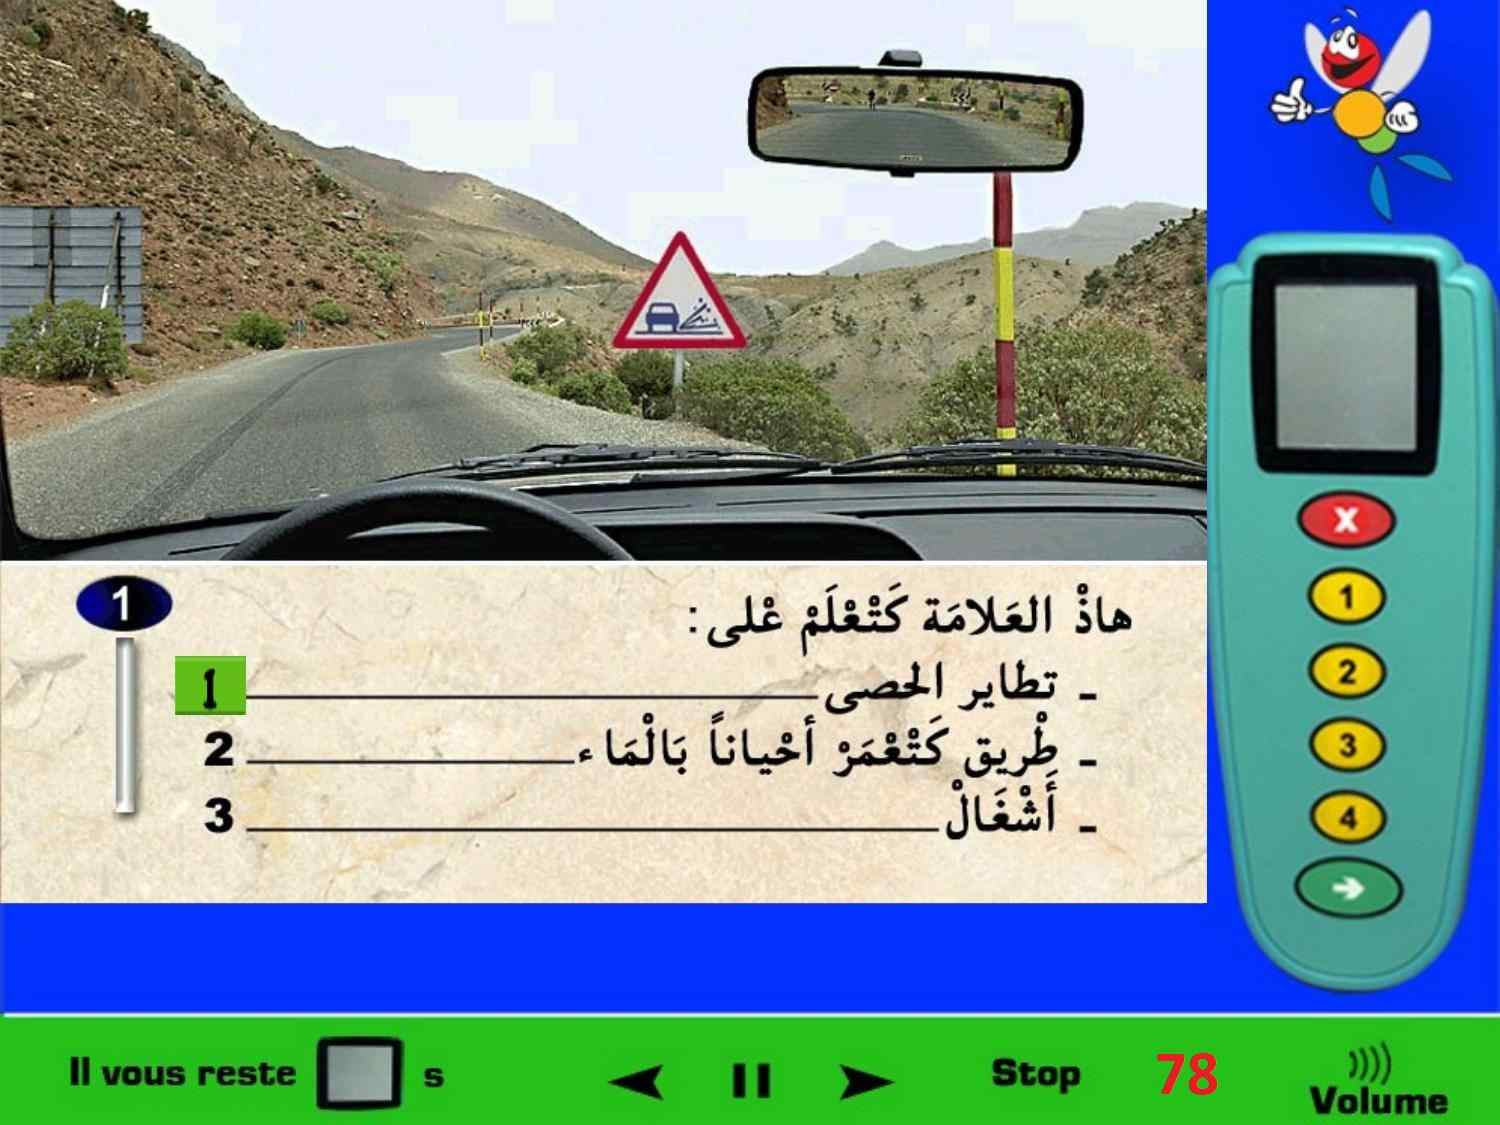 1
هاذْ العَلامَة كَتْعْلَمْ عْلى :
ـ تطاير الحصى 1
ـ طْريق كَتْعْمَرْ أحْياناً بَالْمَاء 2
ـ أَشْغَالْ 3
X
1
2
3
4
Il vous reste s
Stop
78
Volume